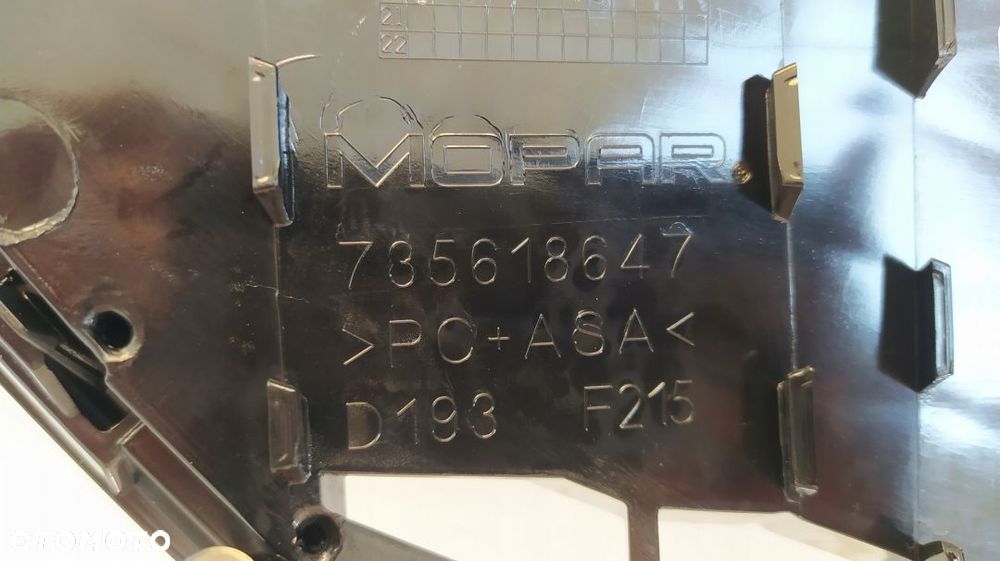 21
22
MOPAR
735618647
>PC+ASA<
D193 F215
OTOMOTO